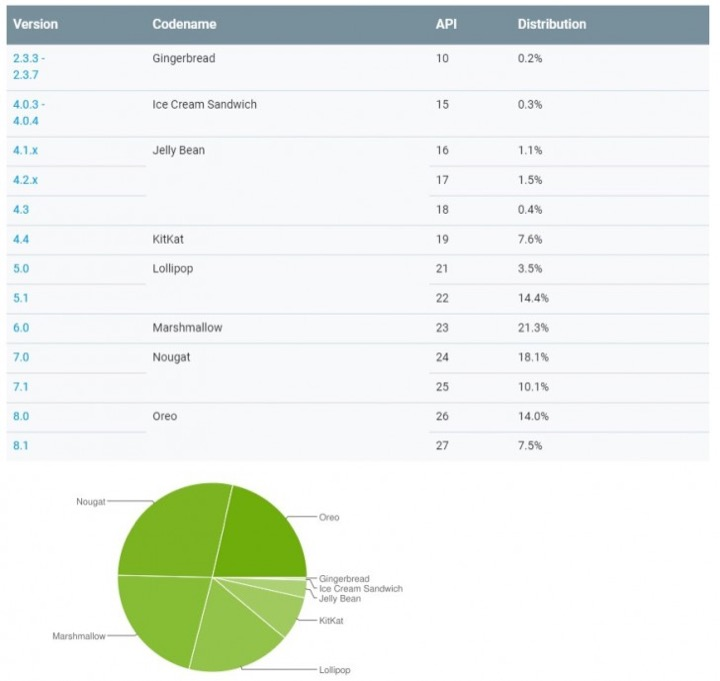 Version Codename API Distribution
2.3.3 - Gingerbread 10 0.2%
2.3.7
4.0.3 - Ice Cream Sandwich 15 0.3%
4.0.4
4.1.x Jelly Bean 16 1.1%
4.2.x 17 1.5%
4.3 18 0.4%
4.4 KitKat 19 7.6%
5.0 Lollipop 21 3.5%
5.1 22 14.4%
6.0 Marshmallow 23 21.3%
7.0 Nougat 24 18.1%
7.1 25 10.1%
8.0 Oreo 26 14.0%
8.1 27 7.5%
Nougat
Oreo
Gingerbread
Ice Cream Sandwich
Jelly Bean
KitKat
Marshmallow
Lollipop